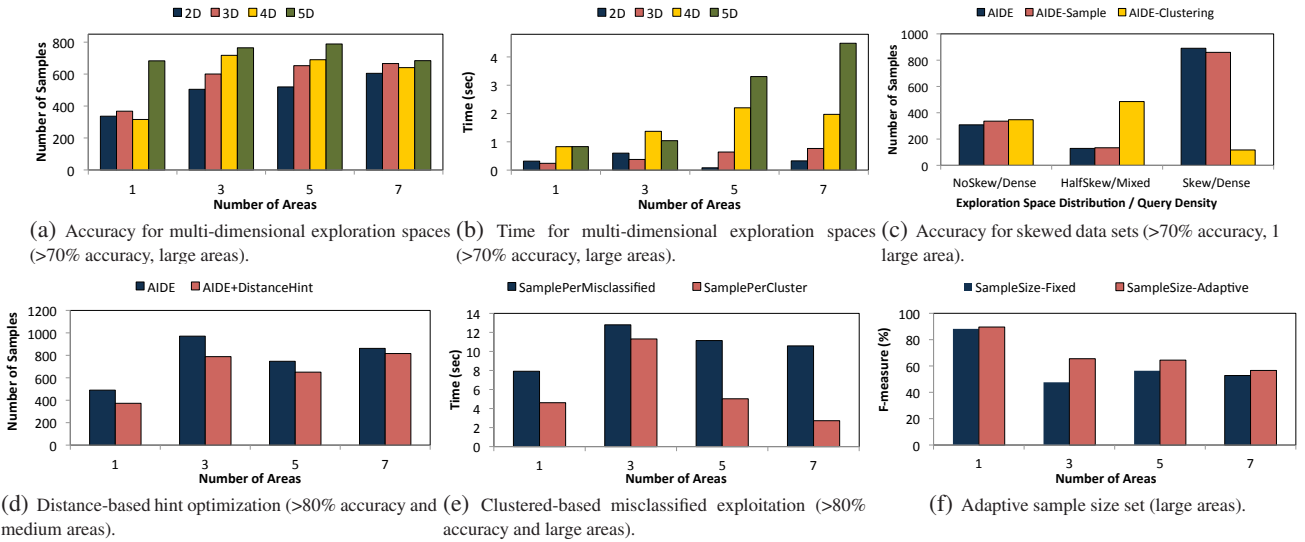 2D 3D 4D 5D
Number of Samples
800
600
400
200
0
1 3 5 7
Number of Areas
(a) Accuracy for multi-dimensional exploration spaces
(>70% accuracy, large areas).
2D 3D 4D 5D
Time (sec)
4
3
2
1
0
1 3 5 7
Number of Areas
(b) Time for multi-dimensional exploration spaces
(>70% accuracy, large areas).
AIDE AIDE-Sample AIDE-Clustering
Number of Samples
1000
800
600
400
200
0
NoSkew/Dense HalfSkew/Mixed Skew/Dense
Exploration Space Distribution / Query Density
(c) Accuracy for skewed data sets (>70% accuracy, 1
large area).
AIDE AIDE+DistanceHint
Number of Samples
1200
1000
800
600
400
200
0
1 3 5 7
Number of Areas
(d) Distance-based hint optimization (>80% accuracy and
medium areas).
SamplePerMisclassified SamplePerCluster
Time (sec)
14
12
10
8
6
4
2
0
1 3 5 7
Number of Areas
(e) Clustered-based misclassified exploitation (>80%
accuracy and large areas).
SampleSize-Fixed SampleSize-Adaptive
F-measure (%)
100
80
60
40
20
0
1 3 5 7
Number of Areas
(f) Adaptive sample size set (large areas).